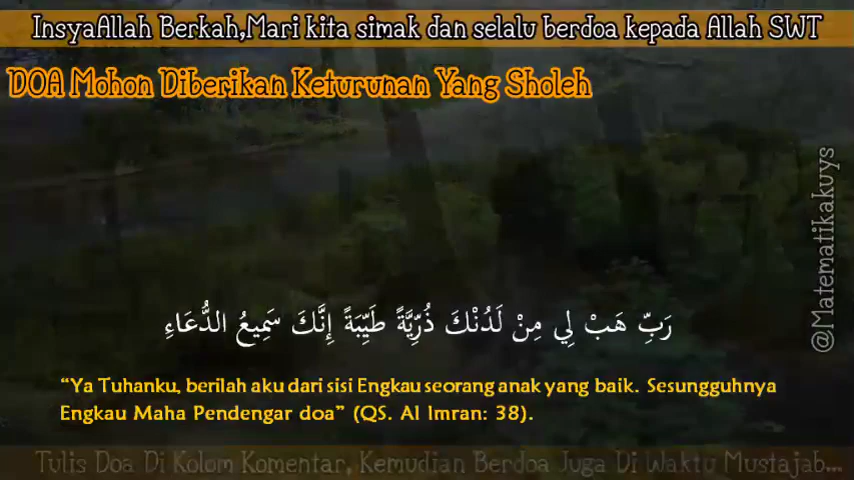 InsyaAllah Berkah,Mari kita simak dan selalu berdoa kepada Allah SWT
DOA Mohon Diberikan Keturunan Yang Sholeh
@Matematikakuys
رَبِّ هَبْ لِي مِنْ لَدُنْكَ ذُرِّيَّةً طَيِّبَةً إِنَّكَ سَمِيعُ الدُّعَاءِ
“Ya Tuhanku, berilah aku dari sisi Engkau seorang anak yang baik. Sesungguhnya
Engkau Maha Pendengar doa” (QS. Al Imran: 38).
Tulis Doa Di Kolom Komentar, Kemudian Berdoa Juga Di Waktu Mustajab...